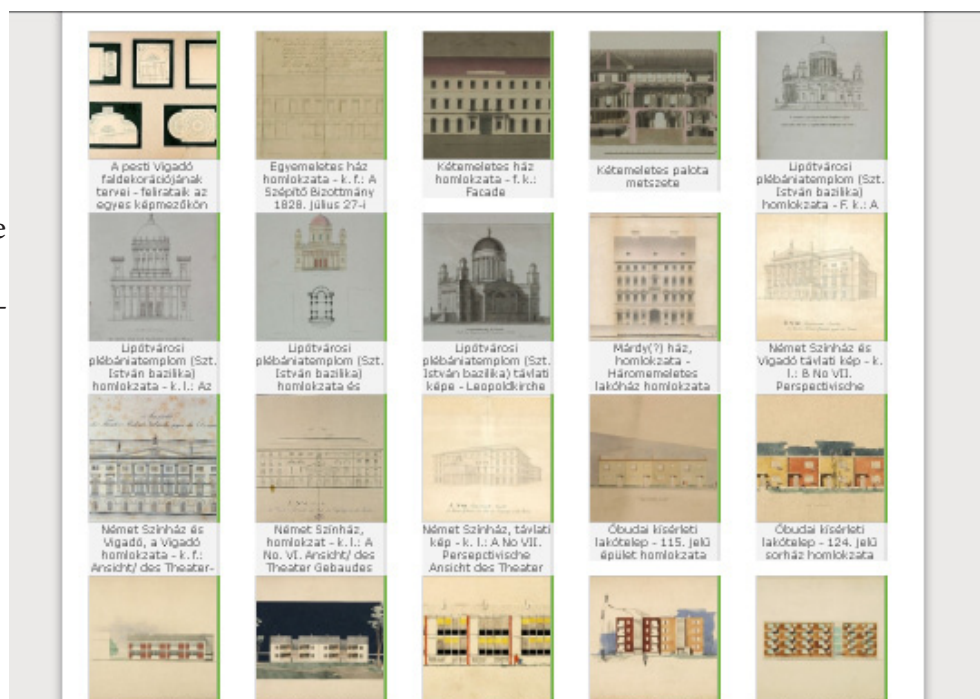 A pesti Vigadó
faldekorációjának
tervei - felirataik az
egyes képmezőkön
Egyemeletes ház
homlokzata - k. f.: A
Szépítő Bizottmány
1828. július 27-i
Kétemeletes ház
homlokzata - f. k.:
Facade
Kétemeletes palota
metszete
Lipótvárosi
plébániatemplom (Szt.
István bazilika)
homlokzata - F. k.: A
Lipótvárosi
plébániatemplom (Szt.
István bazilika)
homlokzata - k. l.: Az
Lipótvárosi
plébániatemplom (Szt.
István bazilika)
homlokzata és
Lipótvárosi
plébániatemplom (Szt.
István bazilika) távlati
képe - Leopoldkirche
Márdy(?) ház,
homlokzata -
Háromemeletes
lakóház homlokzata
Német Színház és
Vigadó távlati kép - k.
l.: B No VII.
Perspectivische
Német Színház és
Vigadó, a Vigadó
homlokzata - k. f.:
Ansicht/ des Theater-
Német Színház,
homlokzat - k. l.: A
No. VI. Ansicht/ des
Theater Gebaudes
Német Színház, távlati
kép - k. l.: A No VII.
Persepctivische
Ansicht des Theater
Óbudai kísérleti
lakótelep - 115. jelű
épület homlokzata
Óbudai kísérleti
lakótelep - 124. jelű
sorház homlokzata